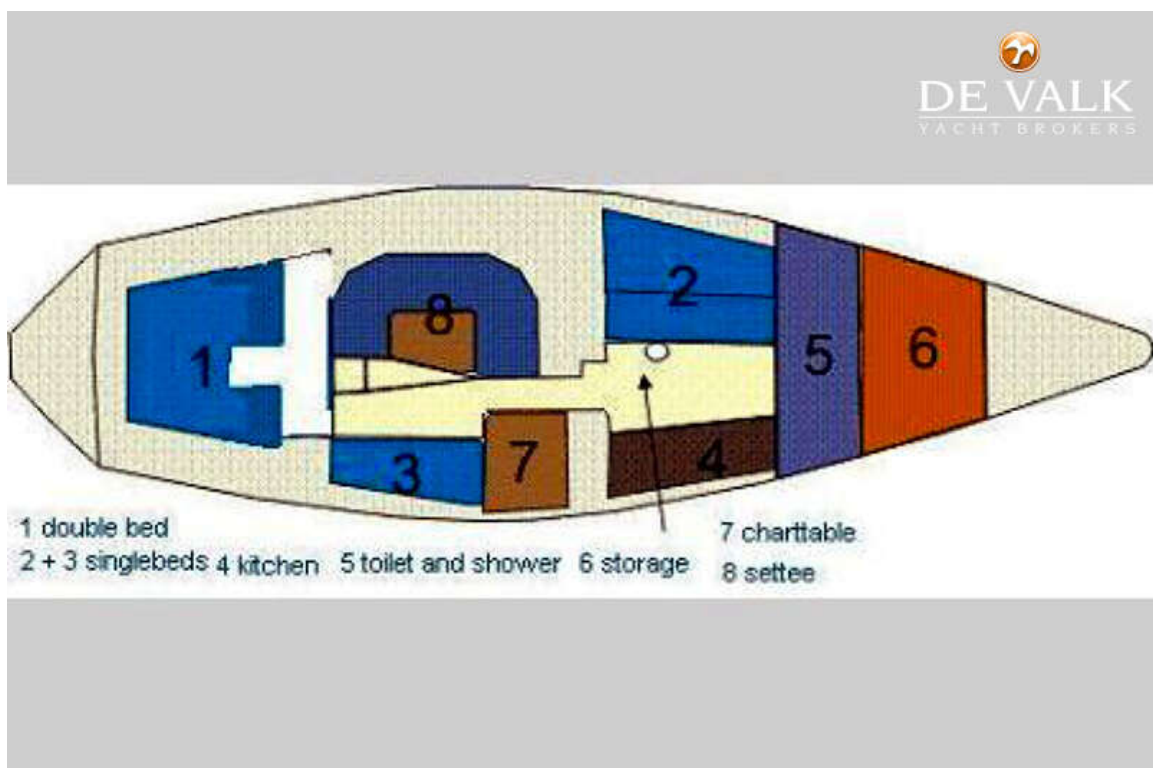 DE VALK
YACHT BROKERS
1
2
3
4
5
6
7
8
1 double bed
2 + 3 singlebeds 4 kitchen 5 toilet and shower 6 storage
7 charttable
8 settee